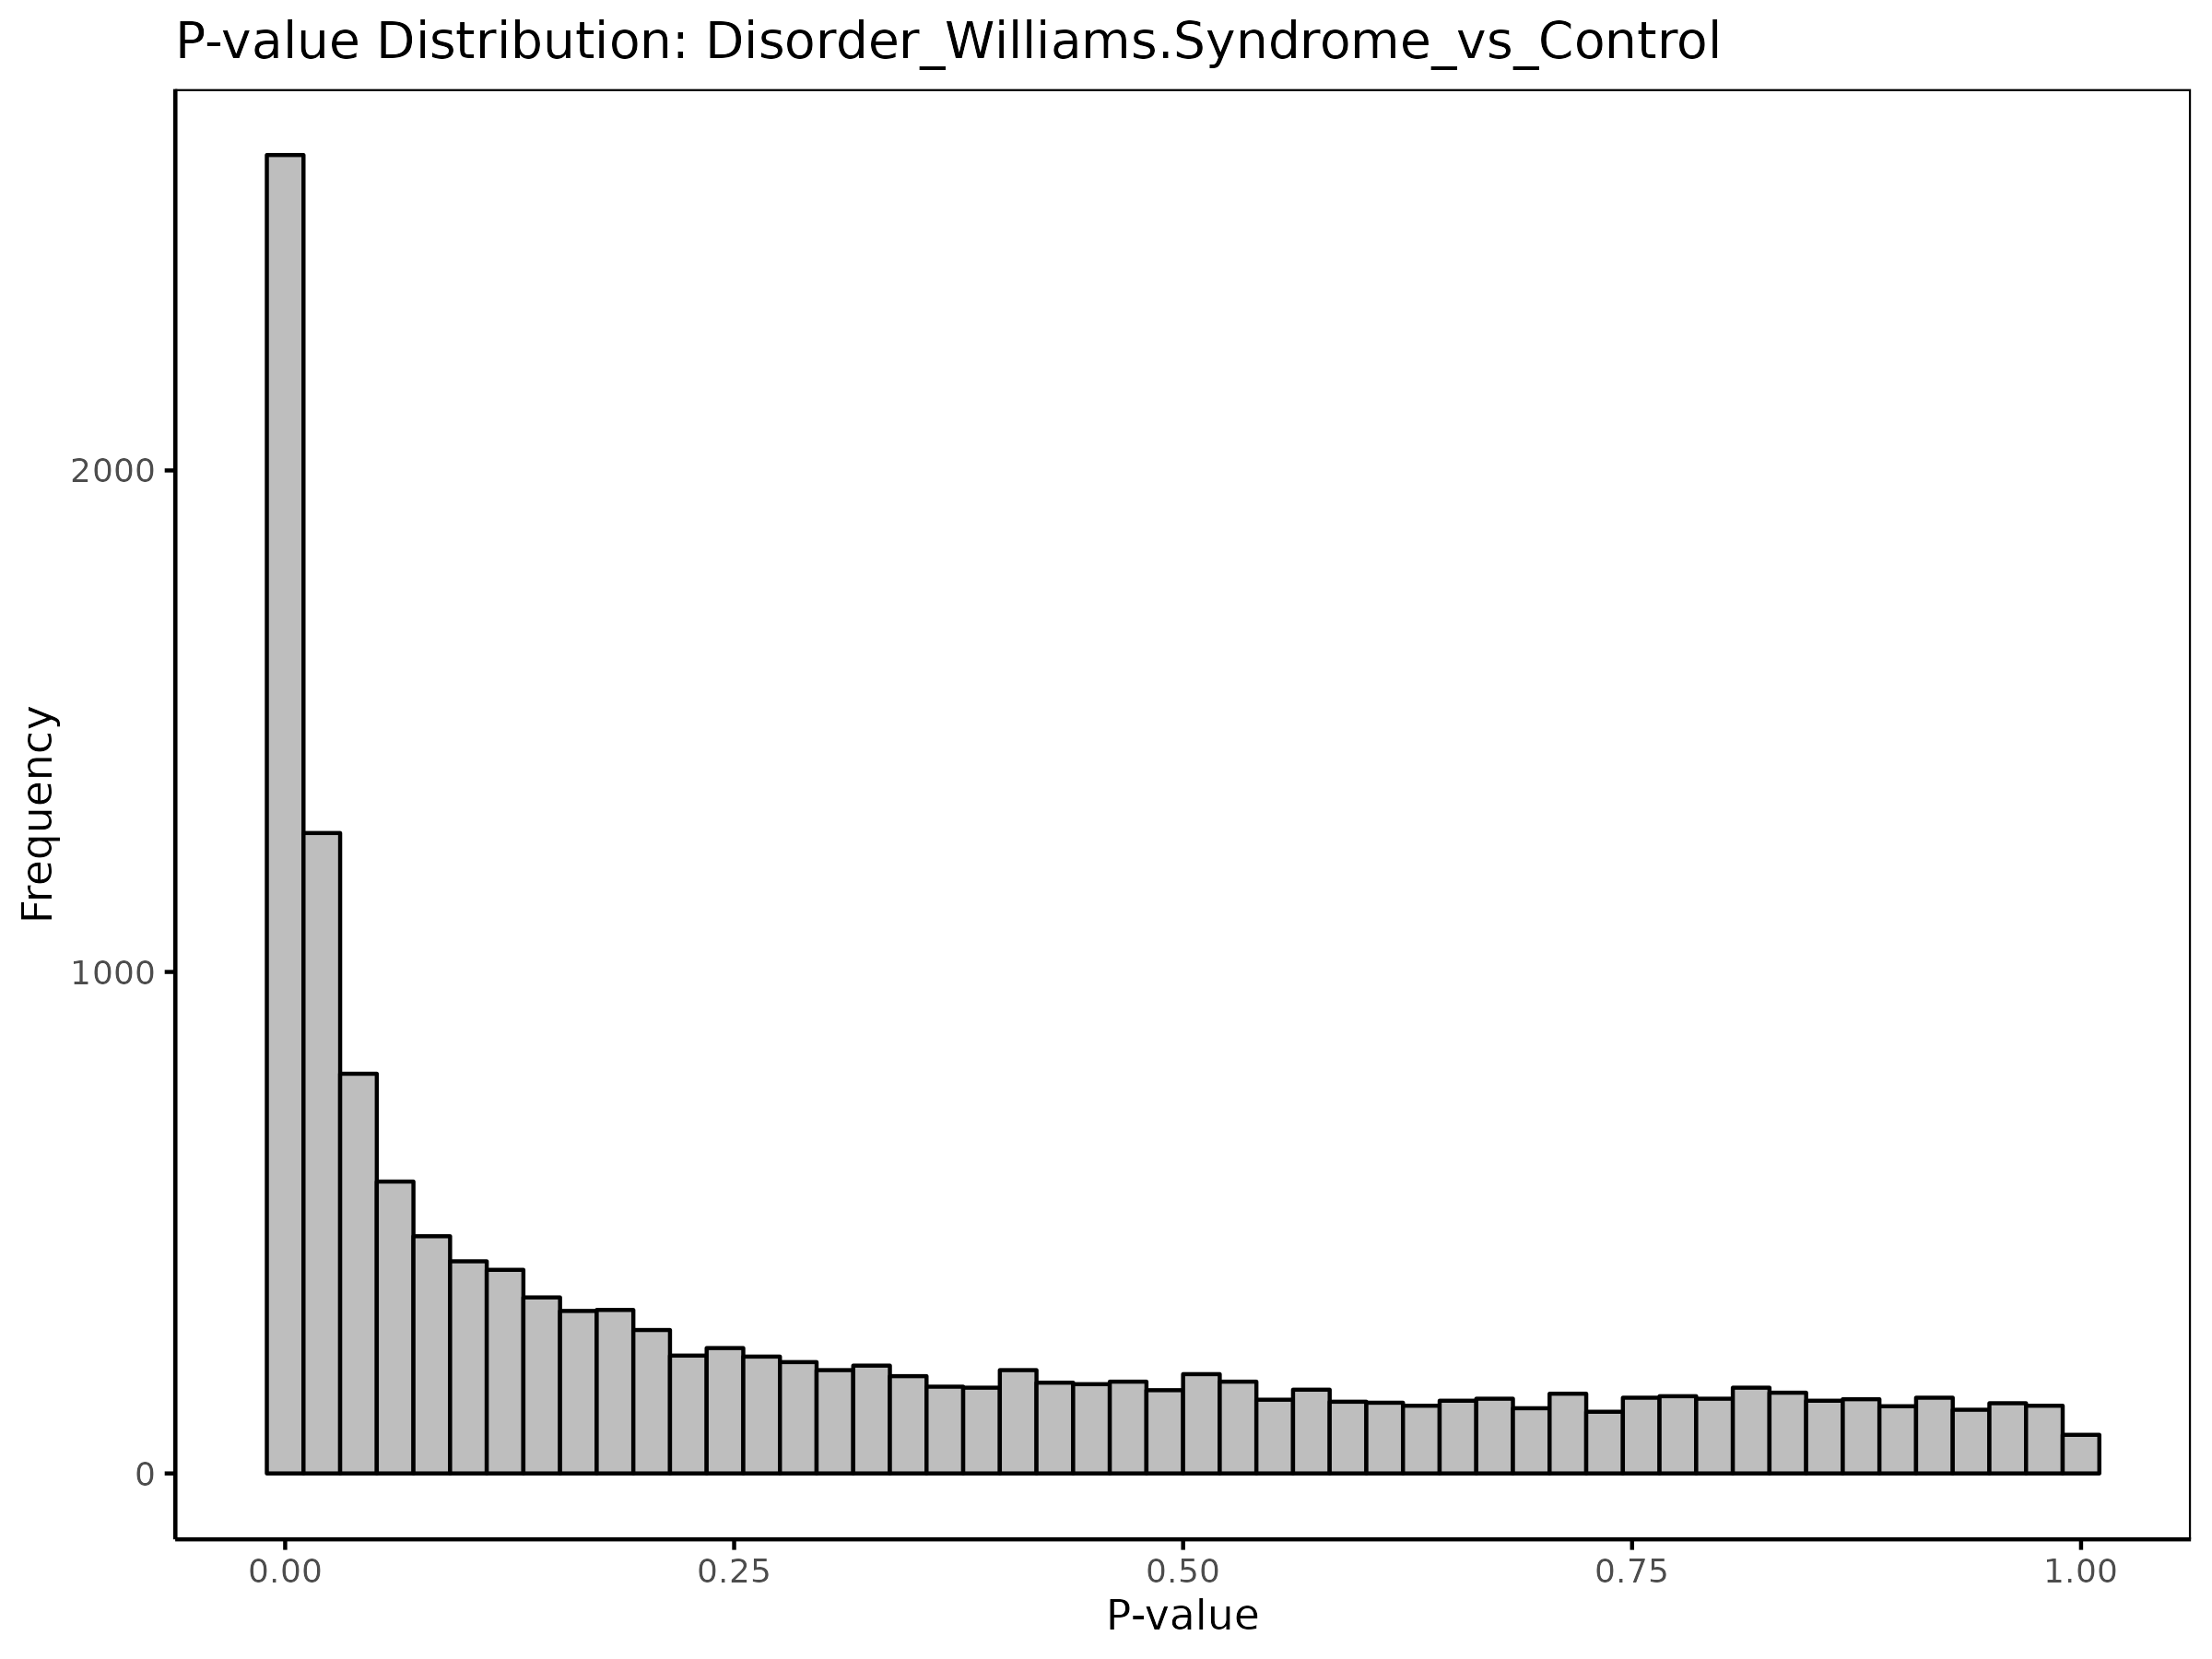 P-value Distribution: Disorder_Williams.Syndrome_vs_Control
Frequency
2000
1000
0
0.00 0.25 0.50 0.75 1.00
P-value